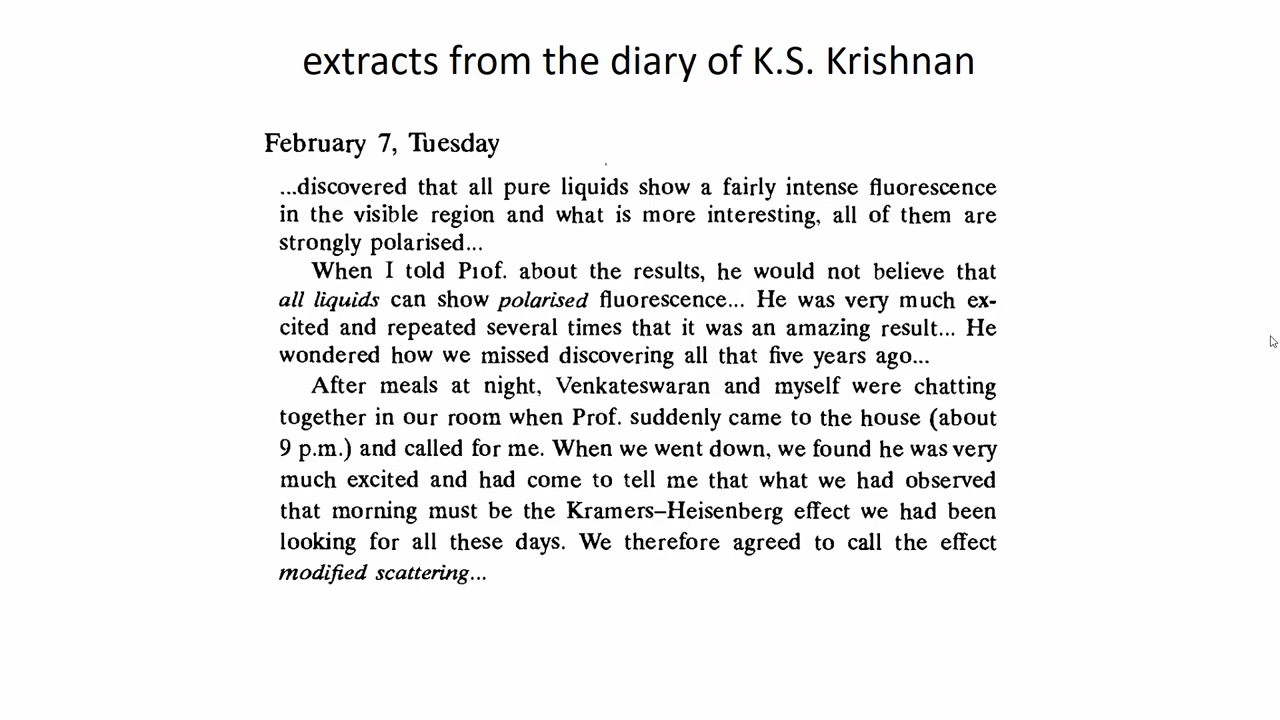 extracts from the diary of K.S. Krishnan
February 7, Tuesday
...discovered that all pure liquids show a fairly intense fluorescence
in the visible region and what is more interesting, all of them are
strongly polarised...
When I told Prof. about the results, he would not believe that
all liquids can show polarised fluorescence... He was very much ex-
cited and repeated several times that it was an amazing result... He
wondered how we missed discovering all that five years ago...
After meals at night, Venkateswaran and myself were chatting
together in our room when Prof. suddenly came to the house (about
9 p.m.) and called for me. When we went down, we found he was very
much excited and had come to tell me that what we had observed
that morning must be the Kramers–Heisenberg effect we had been
looking for all these days. We therefore agreed to call the effect
modified scattering...